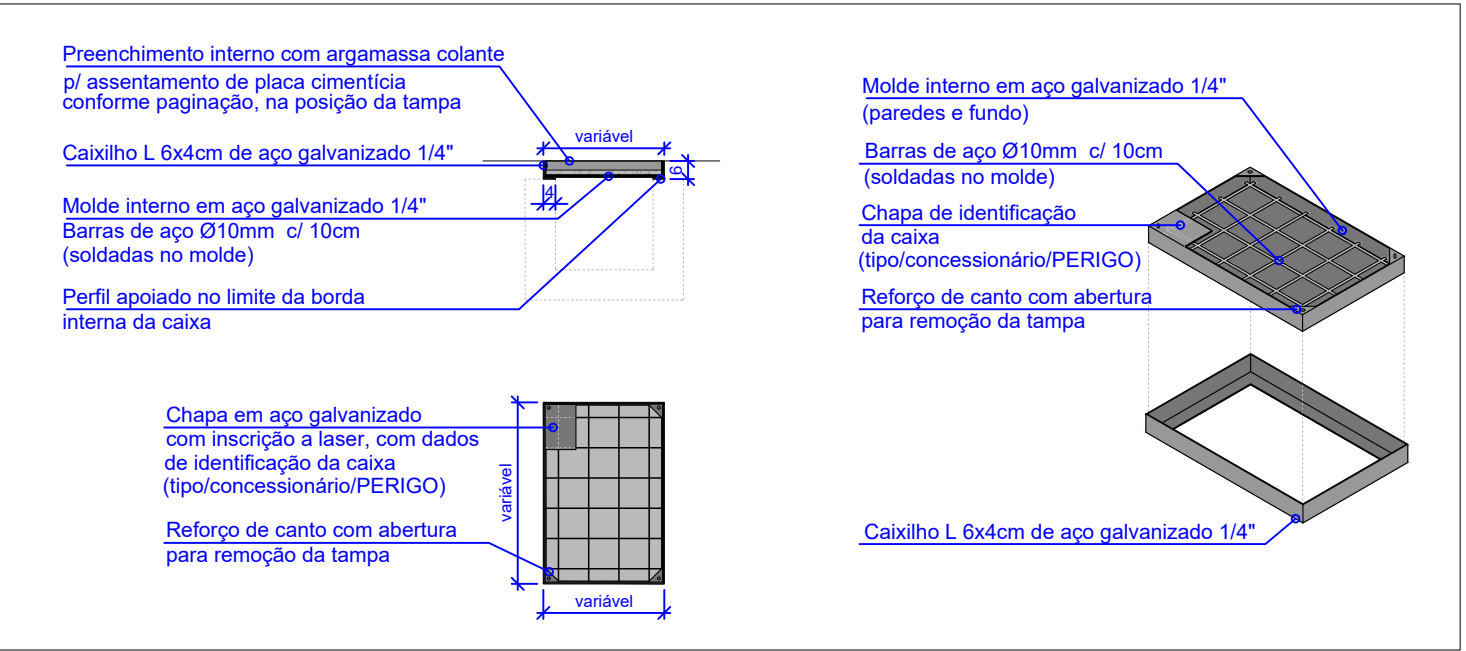 Preenchimento interno com argamassa colante
p/ assentamento de placa cimentícia
conforme paginação, na posição da tampa
variável
Caixilho L 6x4cm de aço galvanizado 1/4"
6
4
Molde interno em aço galvanizado 1/4"
Barras de aço Ø10mm c/ 10cm
(soldadas no molde)
Perfil apoiado no limite da borda
interna da caixa
Chapa em aço galvanizado
com inscrição a laser, com dados
de identificação da caixa
(tipo/concessionário/PERIGO)
variável
Reforço de canto com abertura
para remoção da tampa
variável
Molde interno em aço galvanizado 1/4"
(paredes e fundo)
Barras de aço Ø10mm c/ 10cm
(soldadas no molde)
Chapa de identificação
da caixa
(tipo/concessionário/PERIGO)
Reforço de canto com abertura
para remoção da tampa
Caixilho L 6x4cm de aço galvanizado 1/4"